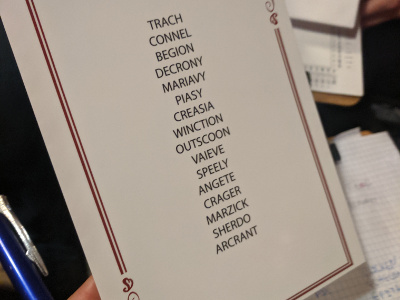 TRACH
CONNEL
BEGION
DECRONY
MARIAVY
PIASY
CREASIA
WINCTION
OUTSCOON
VAIEVE
SPEELY
ANGETE
CRAGER
MARZICK
SHERDO
ARCRANT